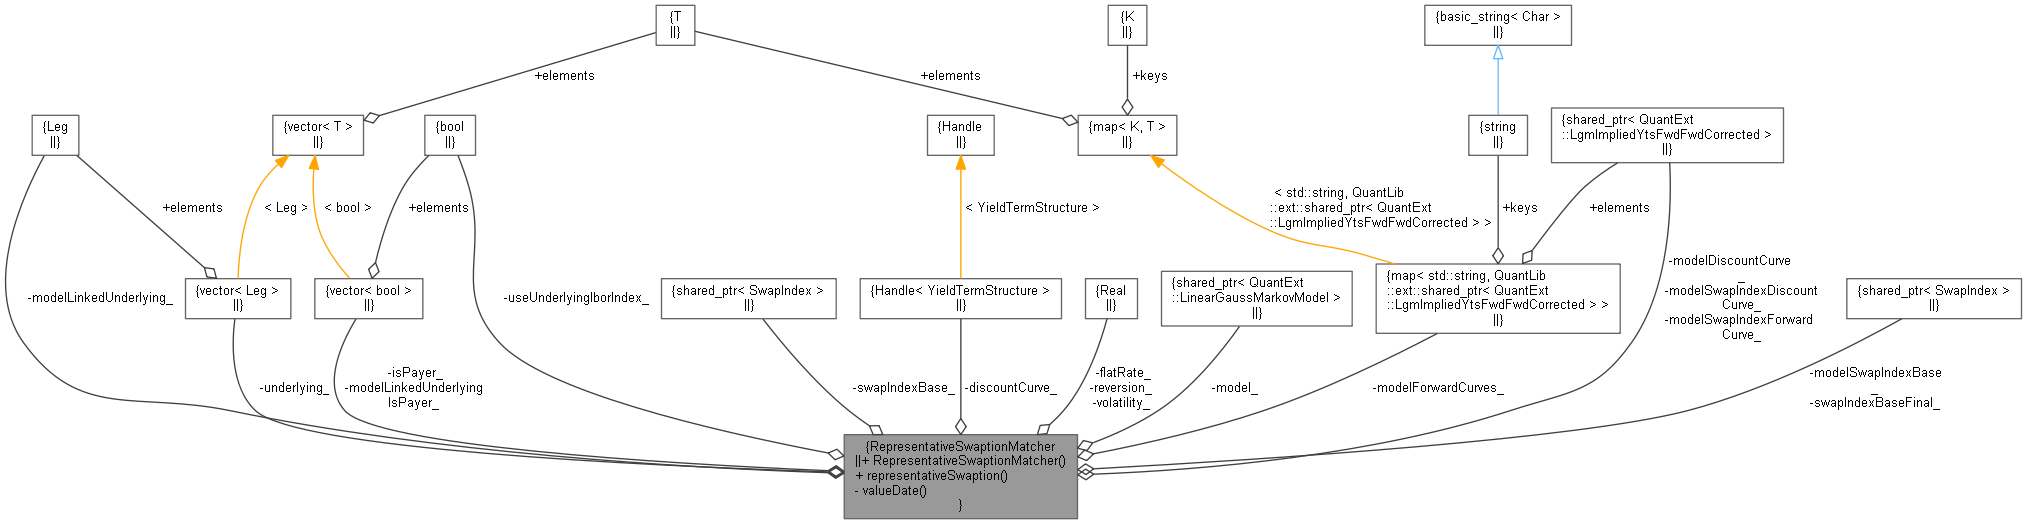 {T
||}
{K
||}
{basic_string< Char >
||}
+elements
+elements
+keys
{Leg
||}
{vector< T >
||}
{bool
||}
{Handle
||}
{map< K, T >
||}
{string
||}
{shared_ptr< QuantExt
::LgmImpliedYtsFwdFwdCorrected >
||}
+elements
< Leg >
< bool >
+elements
< YieldTermStructure >
< std::string, QuantLib
::ext::shared_ptr< QuantExt
::LgmImpliedYtsFwdFwdCorrected > >
+keys
+elements
-modelLinkedUnderlying_
{vector< Leg >
||}
{vector< bool >
||}
-useUnderlyingIborIndex_
{shared_ptr< SwapIndex >
||}
{Handle< YieldTermStructure >
||}
{Real
||}
{shared_ptr< QuantExt
::LinearGaussMarkovModel >
||}
{map< std::string, QuantLib
::ext::shared_ptr< QuantExt
::LgmImpliedYtsFwdFwdCorrected > >
||}
-modelDiscountCurve
_
-modelSwapIndexDiscount
Curve_
-modelSwapIndexForward
Curve_
{shared_ptr< SwapIndex >
||}
-underlying_
-isPayer_
-modelLinkedUnderlying
IsPayer_
-swapIndexBase_
-discountCurve_
-flatRate_
-reversion_
-volatility_
-model_
-modelForwardCurves_
-modelSwapIndexBase
_
-swapIndexBaseFinal_
{RepresentativeSwaptionMatcher
||+ RepresentativeSwaptionMatcher()
+ representativeSwaption()
- valueDate()
}